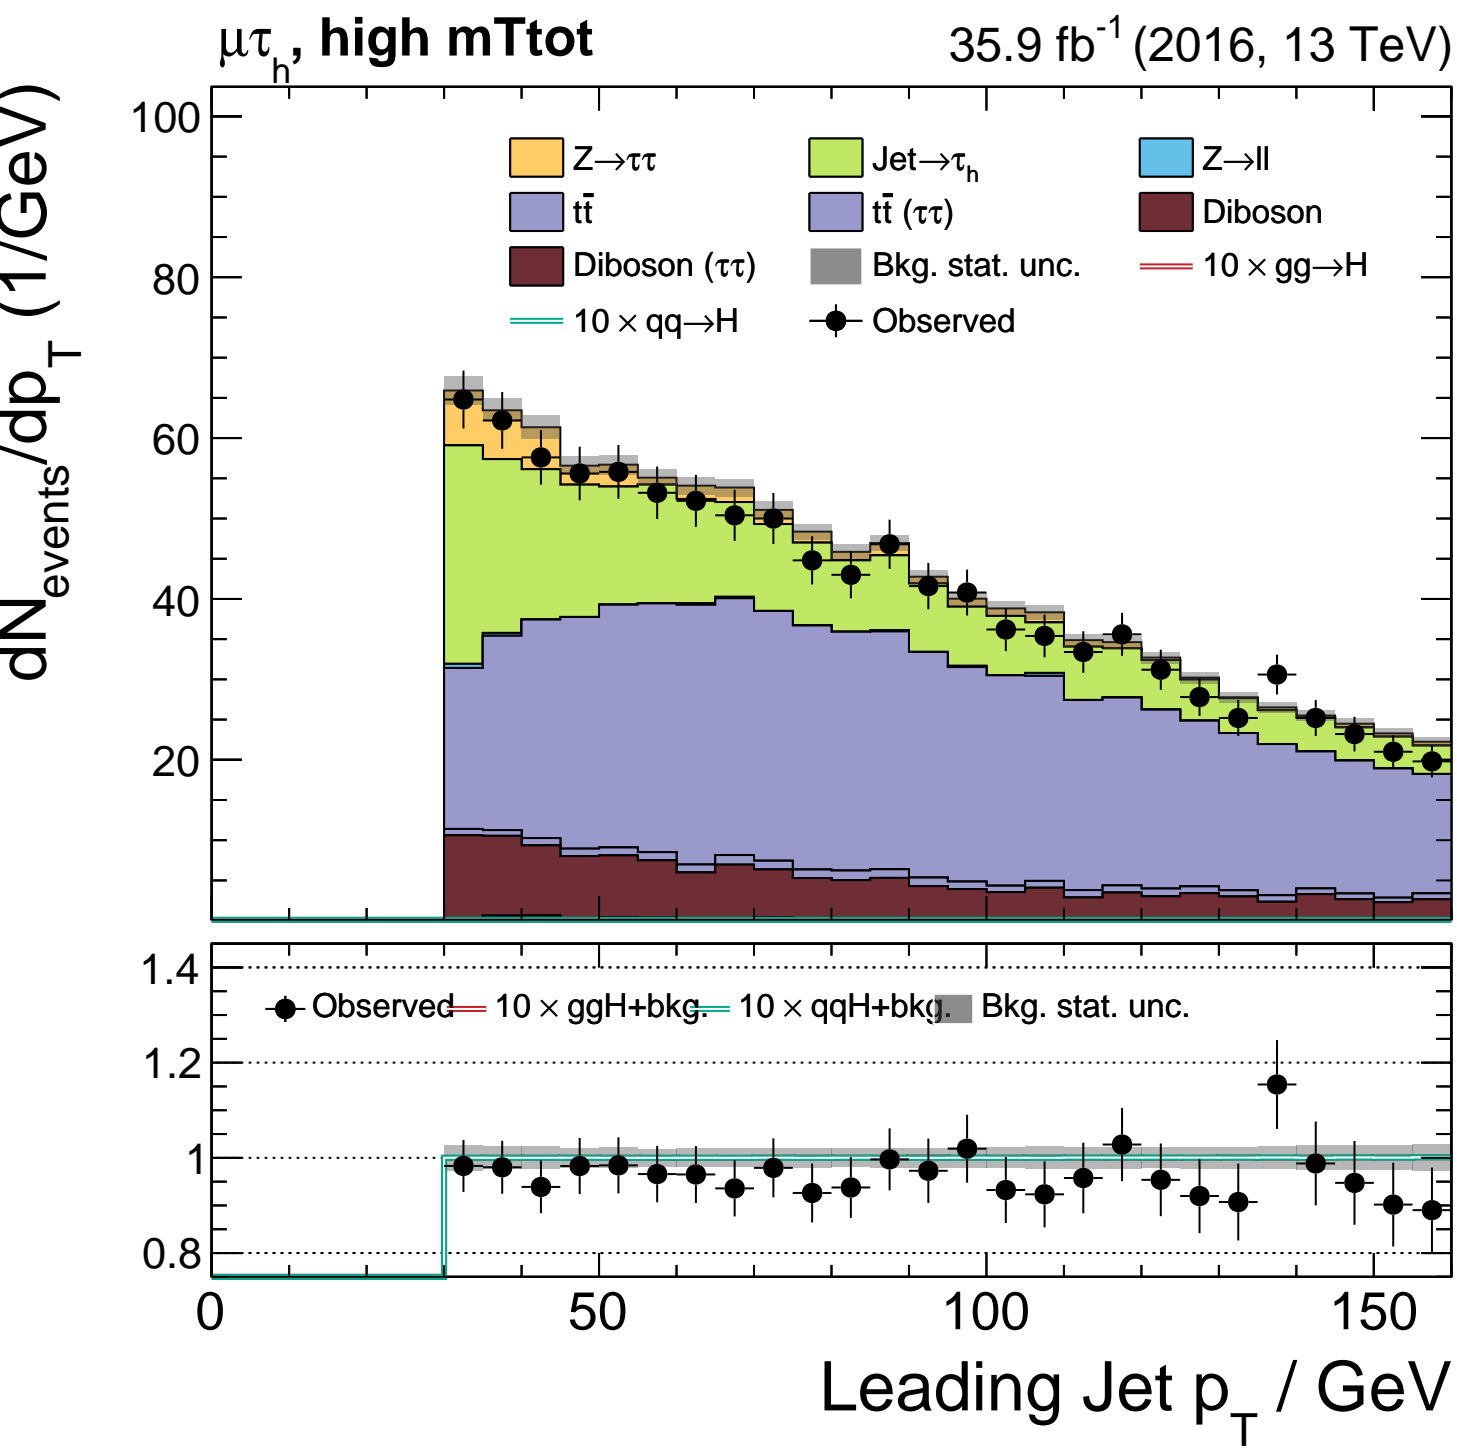 μτh, high mTtot 35.9 fb-1 (2016, 13 TeV)
dNevents/dpT (1/GeV)
100
80
60
40
20
Z→ττ Jet→τh Z→ll
tt̄ tt̄ (ττ) Diboson
Diboson (ττ) Bkg. stat. unc. 10 × gg→H
10 × qq→H Observed
1.4
1.2
1
0.8
Observed 10 × ggH+bkg. 10 × qqH+bkg. Bkg. stat. unc.
0 50 100 150
Leading Jet pT / GeV